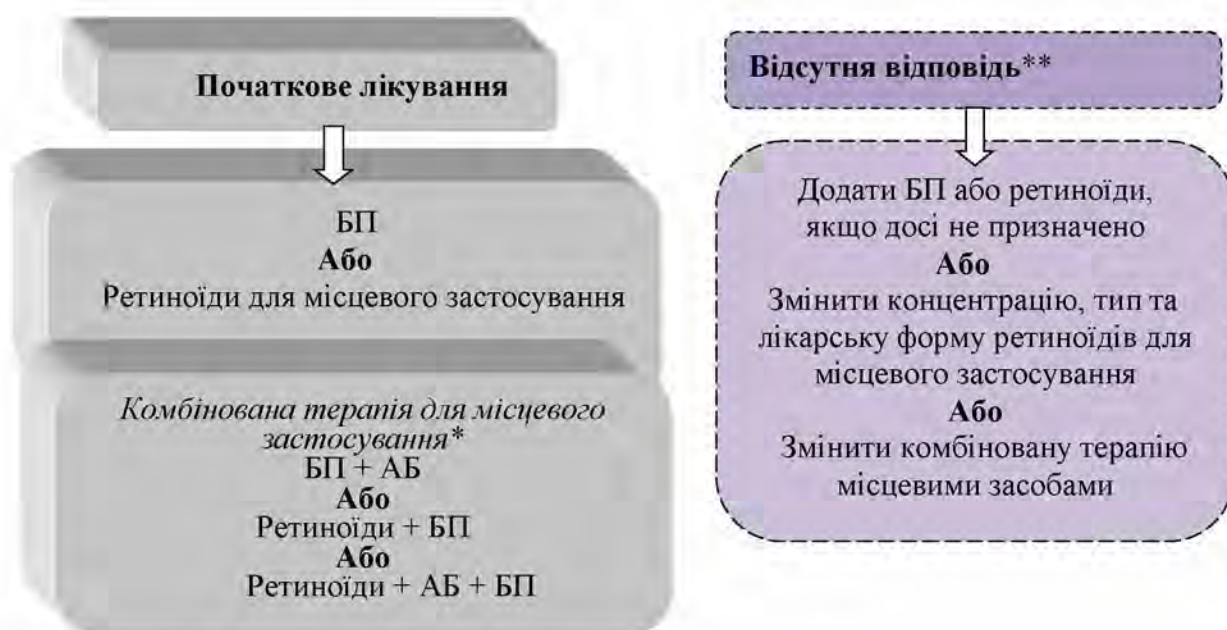 Початкове лікування
БП
Або
Ретиноїди для місцевого застосування
Комбінована терапія для місцевого
застосування*
БП + АБ
Або
Ретиноїди + БП
Або
Ретиноїди + АБ + БП
Відсутня відповідь**
Додати БП або ретиноїди,
якщо досі не призначено
Або
Змінити концентрацію, тип та
лікарську форму ретиноїдів для
місцевого застосування
Або
Змінити комбіновану терапію
місцевими засобами